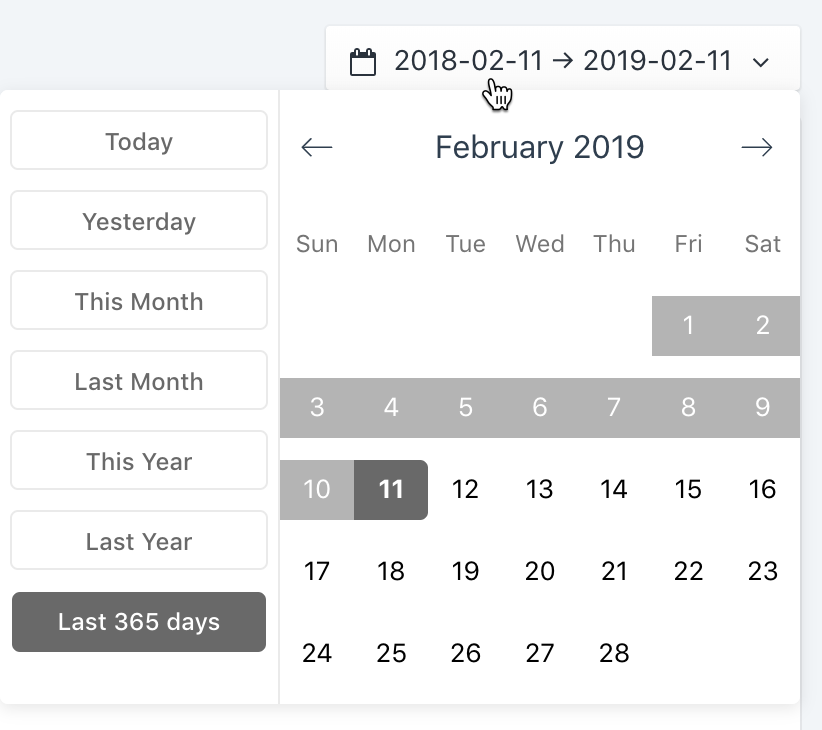 2018-02-11 → 2019-02-11
Today
Yesterday
This Month
Last Month
This Year
Last Year
Last 365 days
← February 2019 →
Sun Mon Tue Wed Thu Fri Sat
1 2
3 4 5 6 7 8 9
10 11 12 13 14 15 16
17 18 19 20 21 22 23
24 25 26 27 28